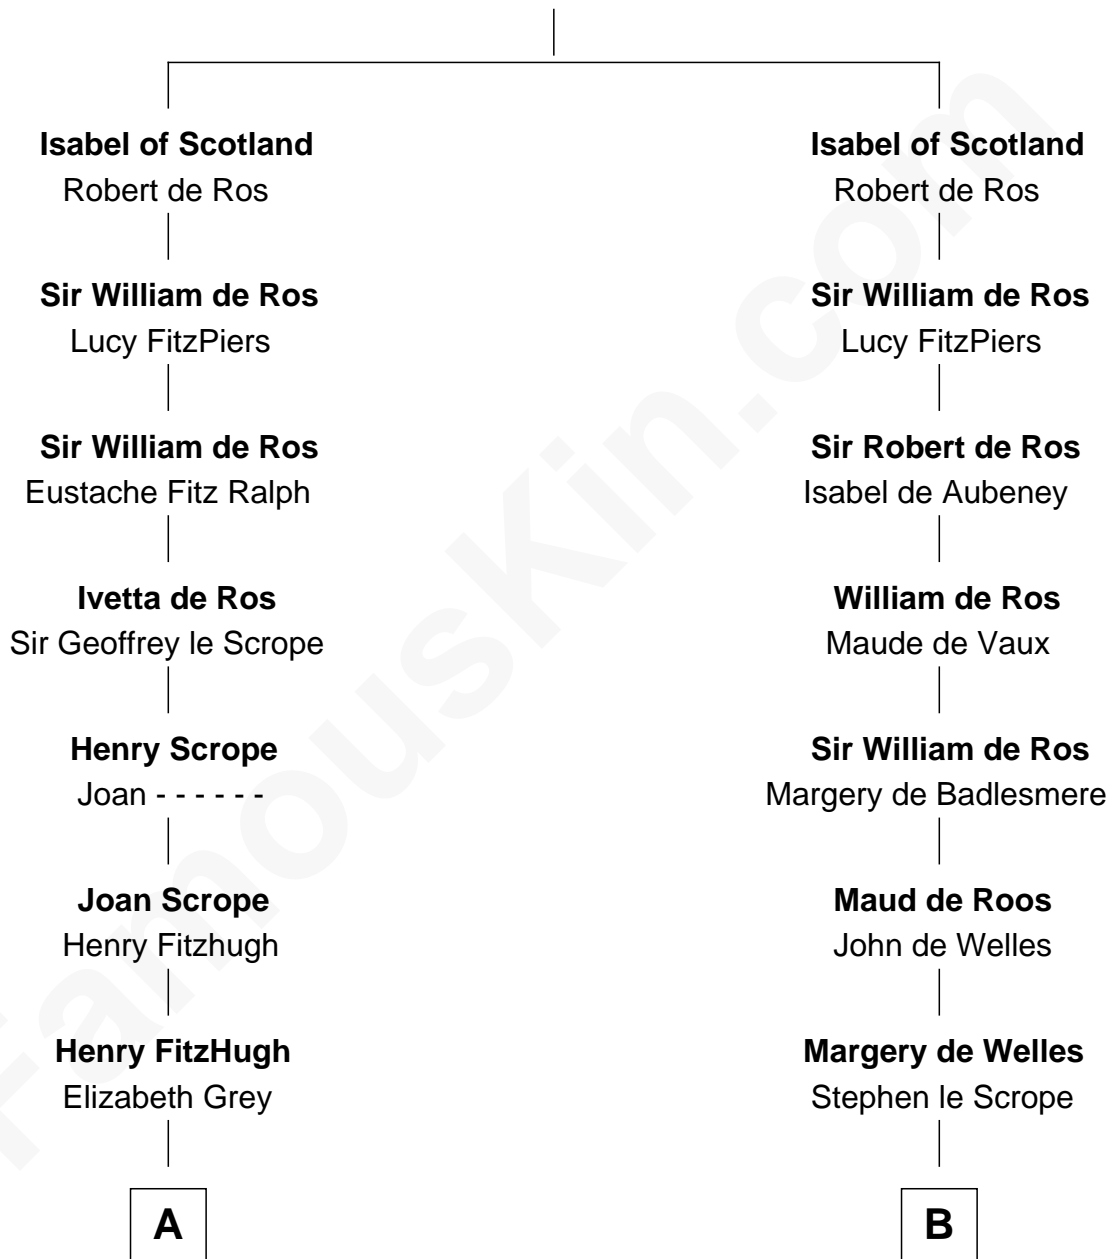 Isabel of Scotland
Robert de Ros
Sir William de Ros
Lucy FitzPiers
Sir William de Ros
Eustache Fitz Ralph
Ivetta de Ros
Sir Geoffrey le Scrope
Henry Scrope
Joan - - - - - -
Joan Scrope
Henry Fitzhugh
Henry FitzHugh
Elizabeth Grey
A
Isabel of Scotland
Robert de Ros
Sir William de Ros
Lucy FitzPiers
Sir Robert de Ros
Isabel de Aubeney
William de Ros
Maude de Vaux
Sir William de Ros
Margery de Badlesmere
Maud de Roos
John de Welles
Margery de Welles
Stephen le Scrope
B
FamousKin.com